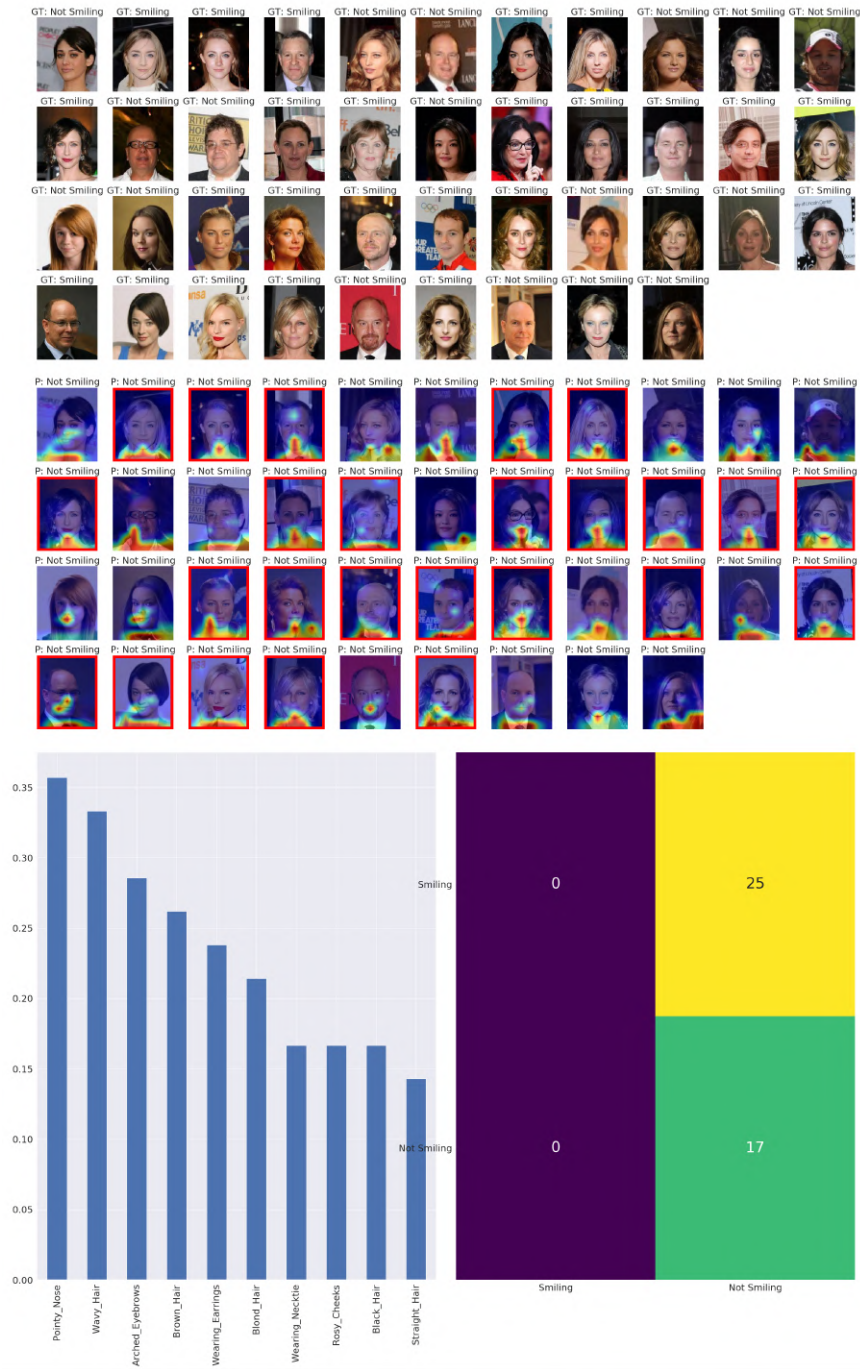 GT: Not Smiling GT: Smiling GT: Smiling GT: Smiling GT: Not Smiling GT: Not Smiling GT: Smiling GT: Smiling GT: Not Smiling GT: Not Smiling GT: Not Smiling
GT: Smiling GT: Not Smiling GT: Not Smiling GT: Smiling GT: Smiling GT: Not Smiling GT: Smiling GT: Smiling GT: Smiling GT: Smiling GT: Smiling
GT: Not Smiling GT: Not Smiling GT: Smiling GT: Smiling GT: Smiling GT: Smiling GT: Smiling GT: Not Smiling GT: Smiling GT: Not Smiling GT: Smiling
GT: Smiling GT: Smiling GT: Smiling GT: Smiling GT: Not Smiling GT: Smiling GT: Not Smiling GT: Not Smiling GT: Not Smiling
P: Not Smiling P: Not Smiling P: Not Smiling P: Not Smiling P: Not Smiling P: Not Smiling P: Not Smiling P: Not Smiling P: Not Smiling P: Not Smiling P: Not Smiling
P: Not Smiling P: Not Smiling P: Not Smiling P: Not Smiling P: Not Smiling P: Not Smiling P: Not Smiling P: Not Smiling P: Not Smiling P: Not Smiling P: Not Smiling
P: Not Smiling P: Not Smiling P: Not Smiling P: Not Smiling P: Not Smiling P: Not Smiling P: Not Smiling P: Not Smiling P: Not Smiling P: Not Smiling P: Not Smiling
P: Not Smiling P: Not Smiling P: Not Smiling P: Not Smiling P: Not Smiling P: Not Smiling P: Not Smiling P: Not Smiling P: Not Smiling
0.35
0.30
0.25
0.20
0.15
0.10
0.05
0.00
Pointy_Nose
Wavy_Hair
Arched_Eyebrows
Brown_Hair
Wearing_Earrings
Blond_Hair
Wearing_Necktie
Rosy_Cheeks
Black_Hair
Straight_Hair
Smiling 0 25
Not Smiling 0 17
Smiling Not Smiling